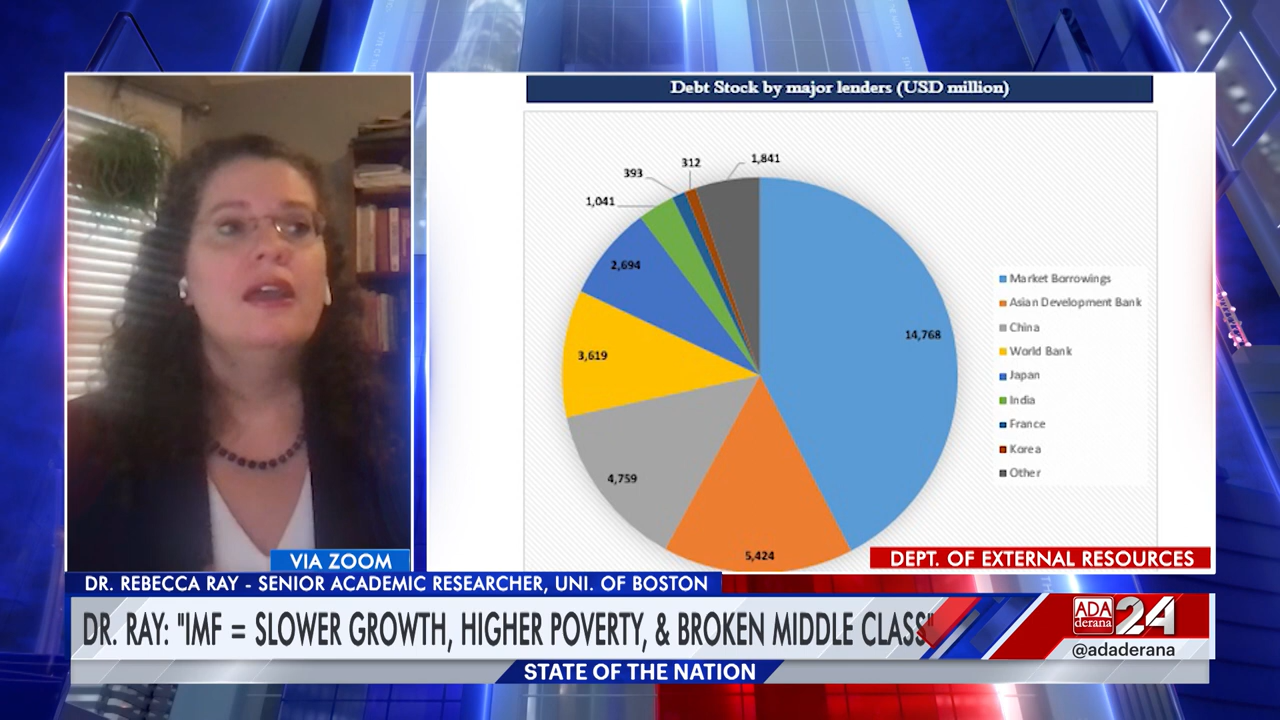 Debt Stock by major lenders (USD million)
1,841
312
393
1,041
2,694
14,768
3,619
4,759
5,424
Market Borrowings
Asian Development Bank
China
World Bank
Japan
India
France
Korea
Other
VIA ZOOM
DEPT. OF EXTERNAL RESOURCES
DR. REBECCA RAY - SENIOR ACADEMIC RESEARCHER, UNI. OF BOSTON
DR. RAY: "IMF = SLOWER GROWTH, HIGHER POVERTY, & BROKEN MIDDLE CLASS"
ADA
derana
24
@adaderana
STATE OF THE NATION